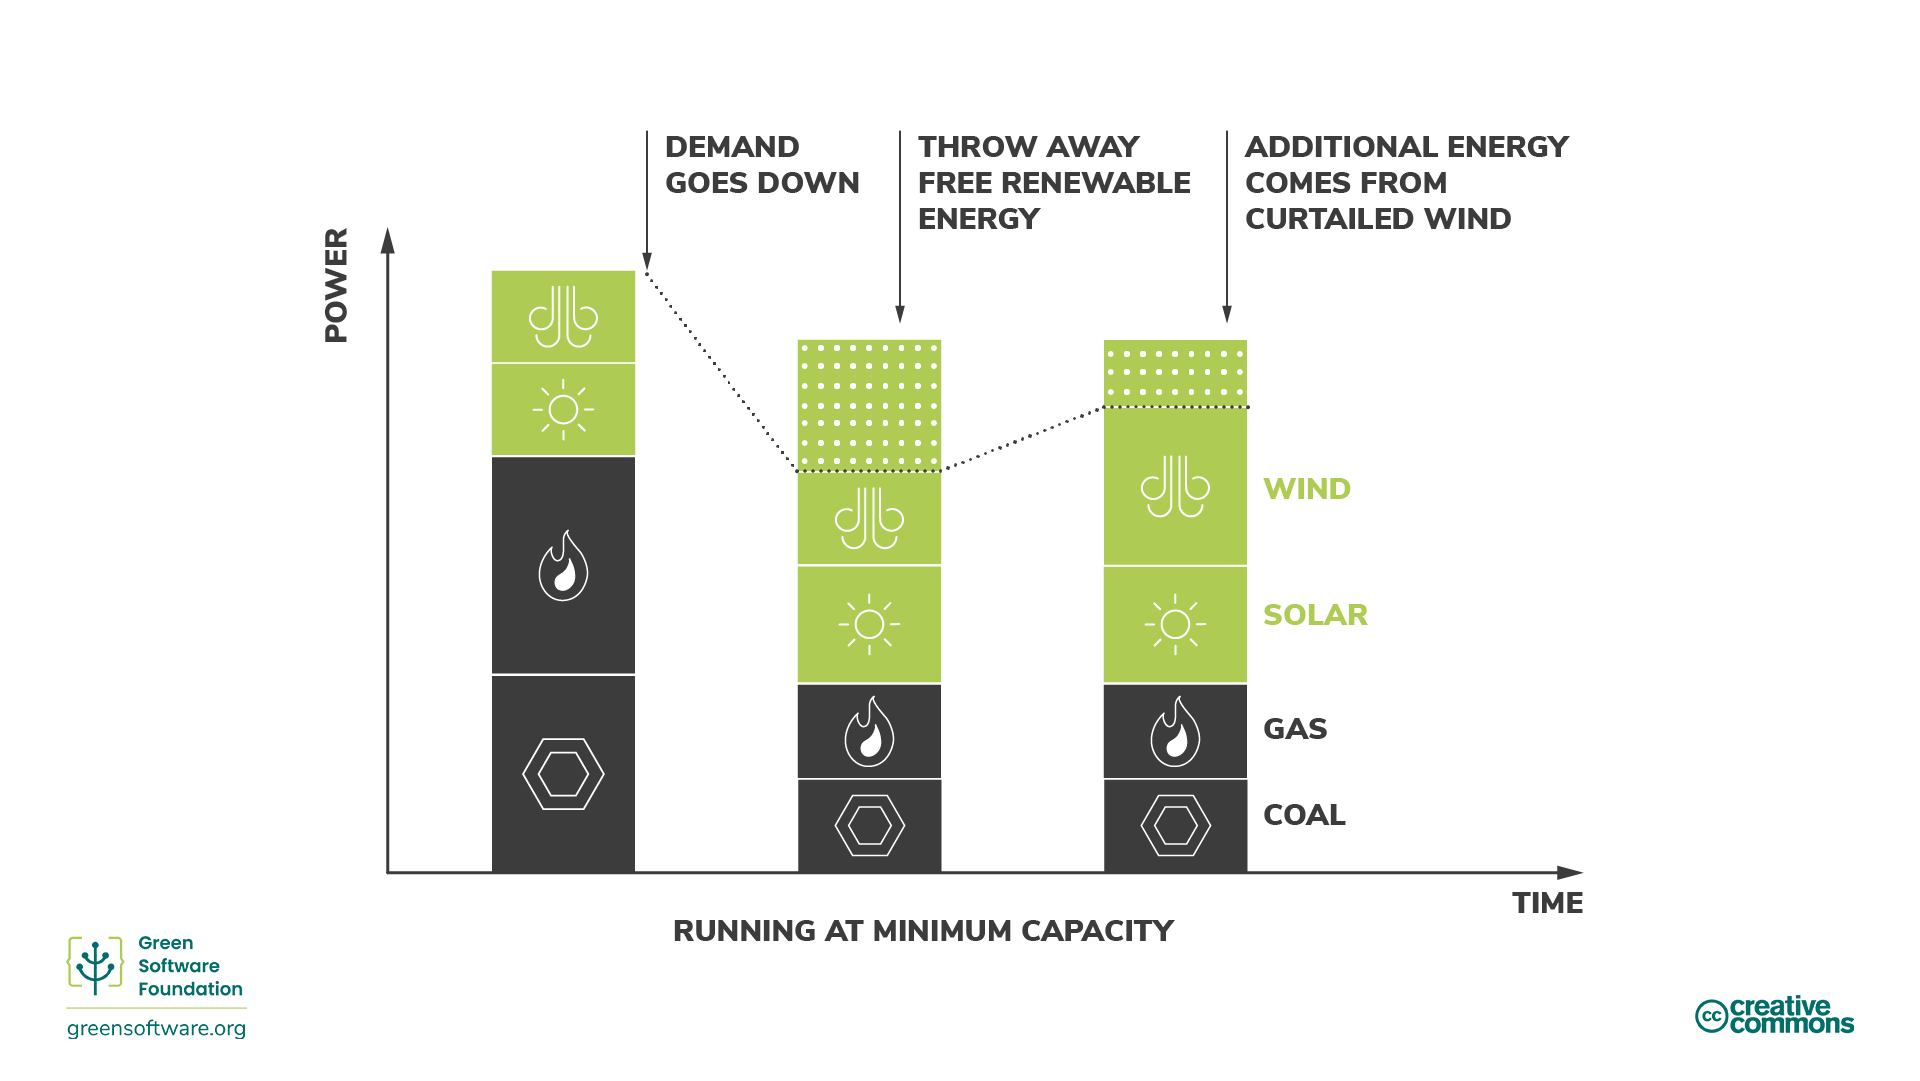 DEMAND
GOES DOWN
THROW AWAY
FREE RENEWABLE
ENERGY
ADDITIONAL ENERGY
COMES FROM
CURTAILED WIND
POWER
WIND
SOLAR
GAS
COAL
TIME
RUNNING AT MINIMUM CAPACITY
Green
Software
Foundation
greensoftware.org
cc creative
commons